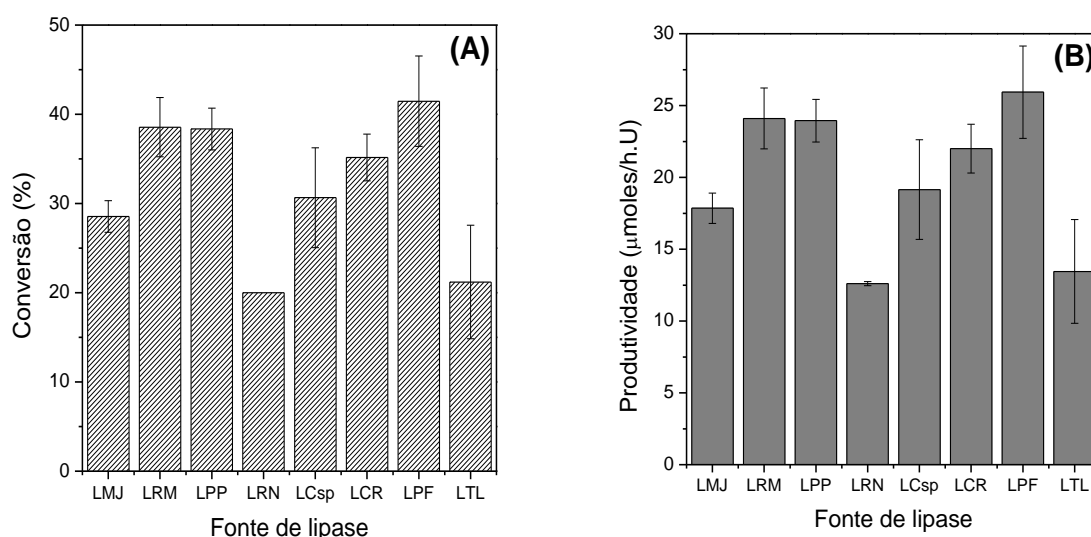 (A)
Conversão (%)
50
40
30
20
10
0
LMJ LRM LPP LRN LCsp LCR LPF LTL
Fonte de lipase
(B)
Produtividade (μmoles/h.U)
30
25
20
15
10
5
0
LMJ LRM LPP LRN LCsp LCR LPF LTL
Fonte de lipase